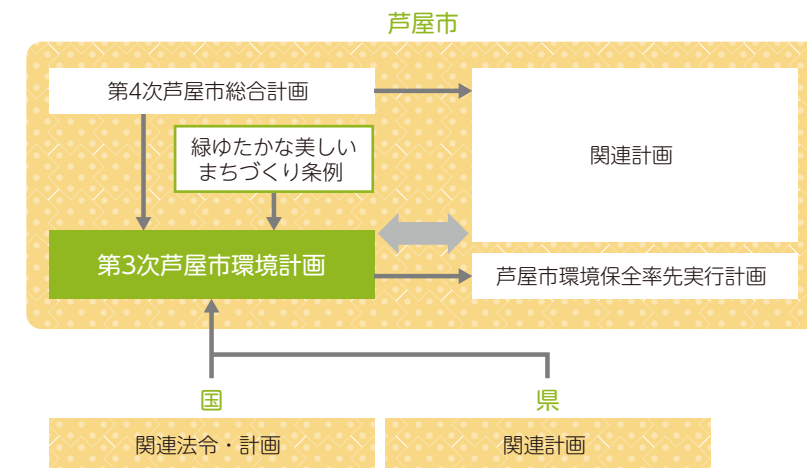 芦屋市
第4次芦屋市総合計画
緑ゆたかな美しい
まちづくり条例
関連計画
第3次芦屋市環境計画
芦屋市環境保全率先実行計画
国
県
関連法令・計画
関連計画